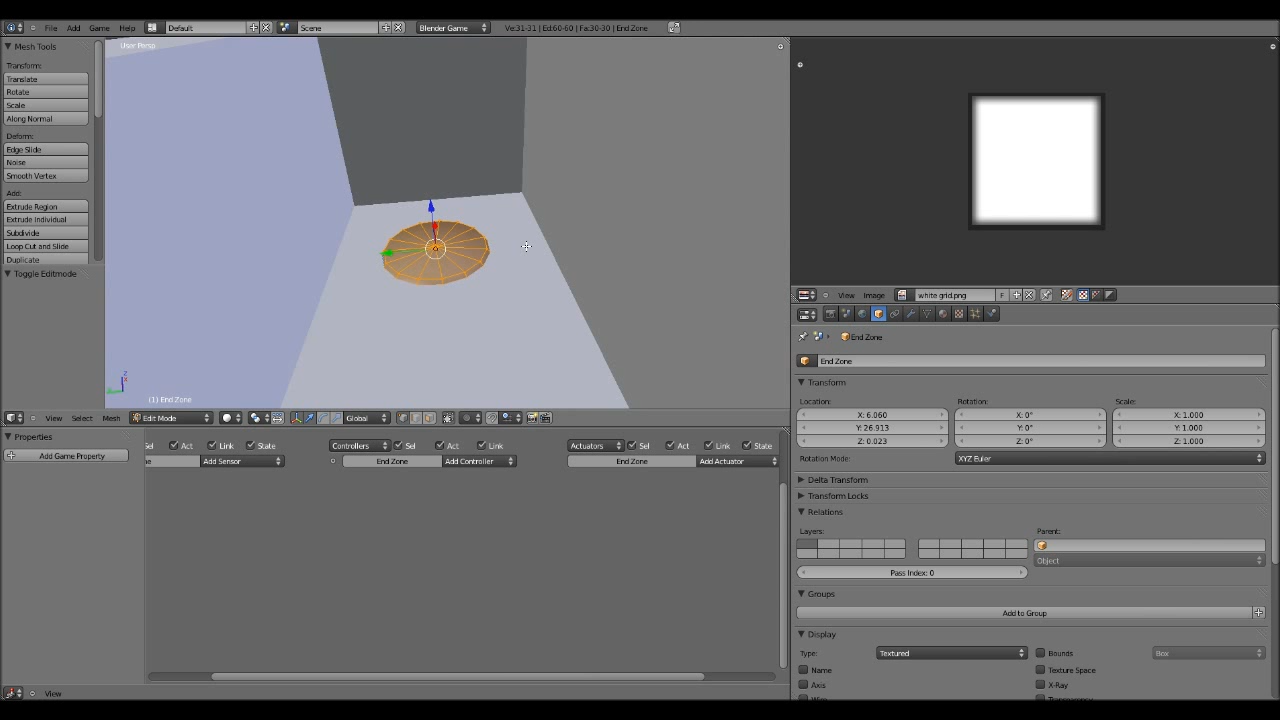 File Add Game Help Default Scene Blender Game Ve:31-31 | Ed:60-60 | Fa:30-30 | End Zone
Mesh Tools
User Persp
Transform:
Translate
Rotate
Scale
Along Normal
Deform:
Edge Slide
Noise
Smooth Vertex
Add:
Extrude Region
Extrude Individual
Subdivide
Loop Cut and Slide
Duplicate
Toggle Editmode
(1) End Zone
View Select Mesh Edit Mode Global
Properties
Add Game Property
Act Link State Controllers Sel Act Link Actuators Sel Act Link State
Add Sensor End Zone Add Controller End Zone Add Actuator
View
View Image white grid.png F
End Zone
End Zone
Transform
Location: Rotation: Scale:
X: 6.060 X: 0° X: 1.000
Y: 26.913 Y: 0° Y: 1.000
Z: 0.023 Z: 0° Z: 1.000
Rotation Mode: XYZ Euler
Delta Transform
Transform Locks
Relations
Layers: Parent:
Object
Pass Index: 0
Groups
Add to Group
Display
Type: Textured Bounds Box
Name Texture Space
Axis X-Ray